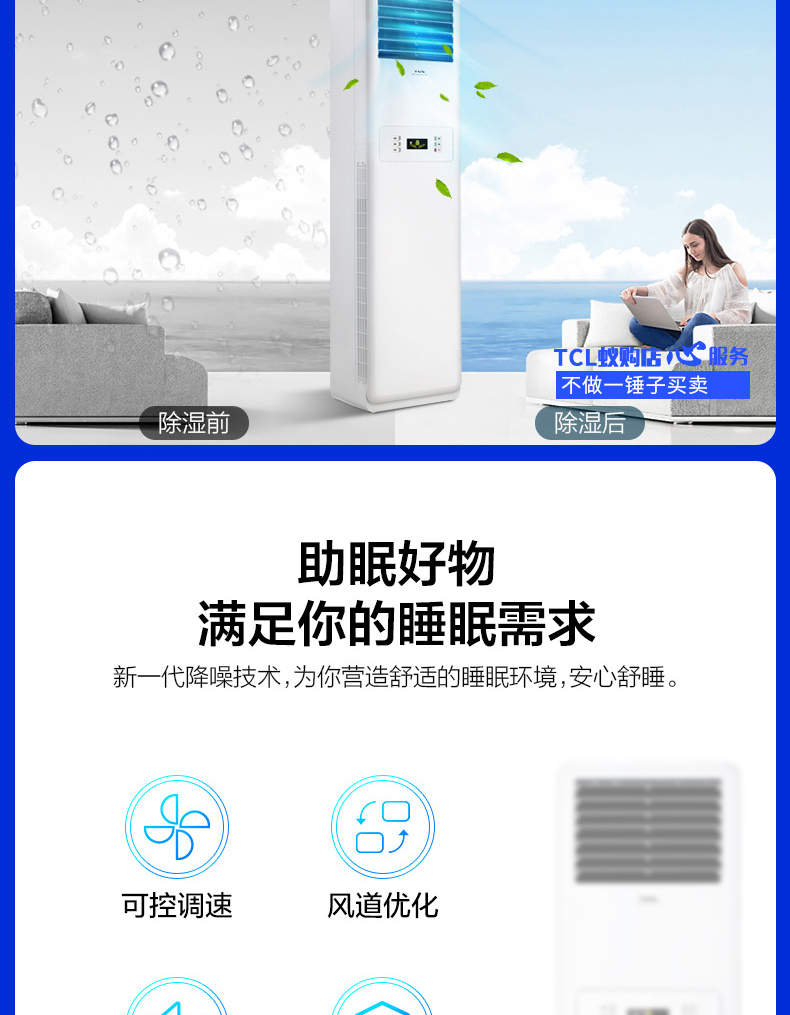 TCL蚁购店心服务
不做一锤子买卖
除湿前
除湿后
助眠好物
满足你的睡眠需求
新一代降噪技术,为你营造舒适的睡眠环境,安心舒睡。
可控调速
风道优化